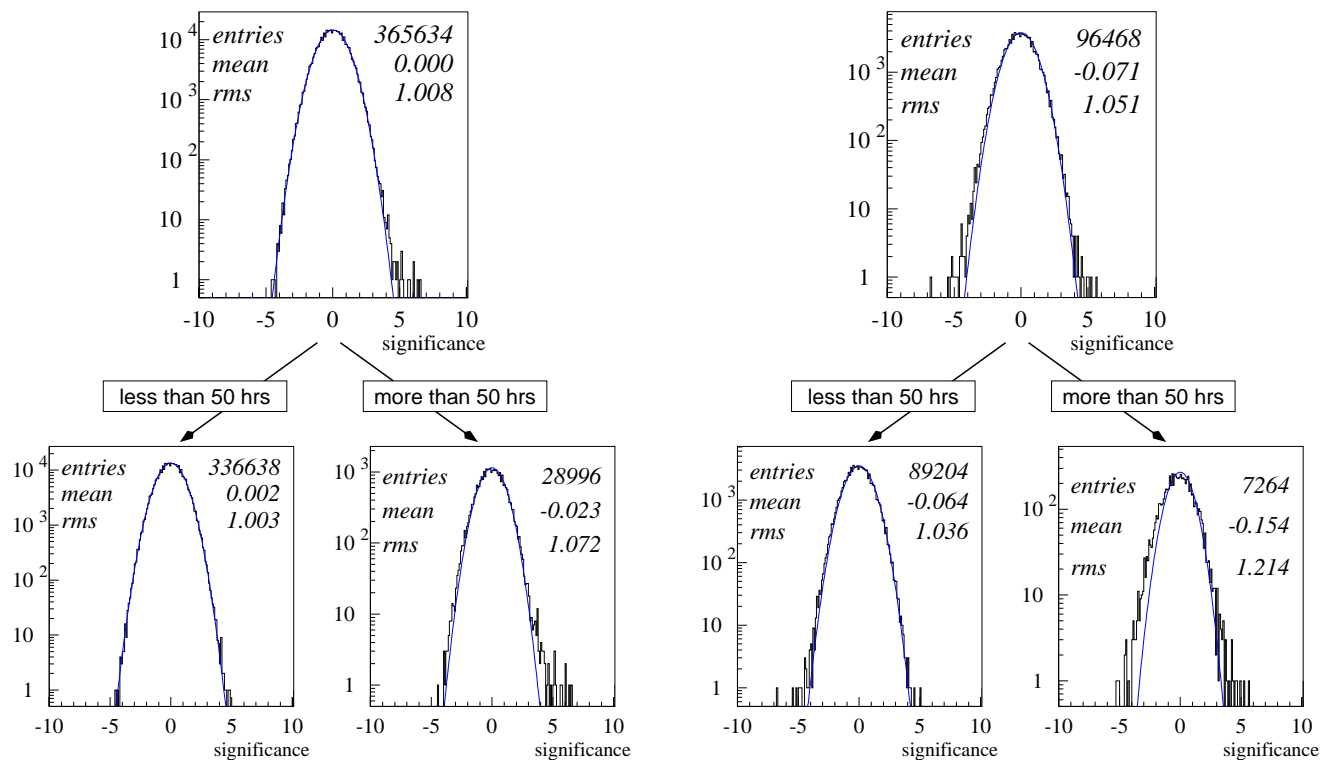 10 4
10 3
10 2
10
1
entries 365634
mean 0.000
rms 1.008
-10 -5 0 5 10
significance
10 3
10 2
10
1
entries 96468
mean -0.071
rms 1.051
-10 -5 0 5 10
significance
less than 50 hrs
more than 50 hrs
less than 50 hrs
more than 50 hrs
10 4
10 3
10 2
10
1
entries 336638
mean 0.002
rms 1.003
-10 -5 0 5 10
significance
10 3
10 2
10
1
entries 28996
mean -0.023
rms 1.072
-10 -5 0 5 10
significance
10 3
10 2
10
1
entries 89204
mean -0.064
rms 1.036
-10 -5 0 5 10
significance
10 2
10
1
entries 7264
mean -0.154
rms 1.214
-10 -5 0 5 10
significance